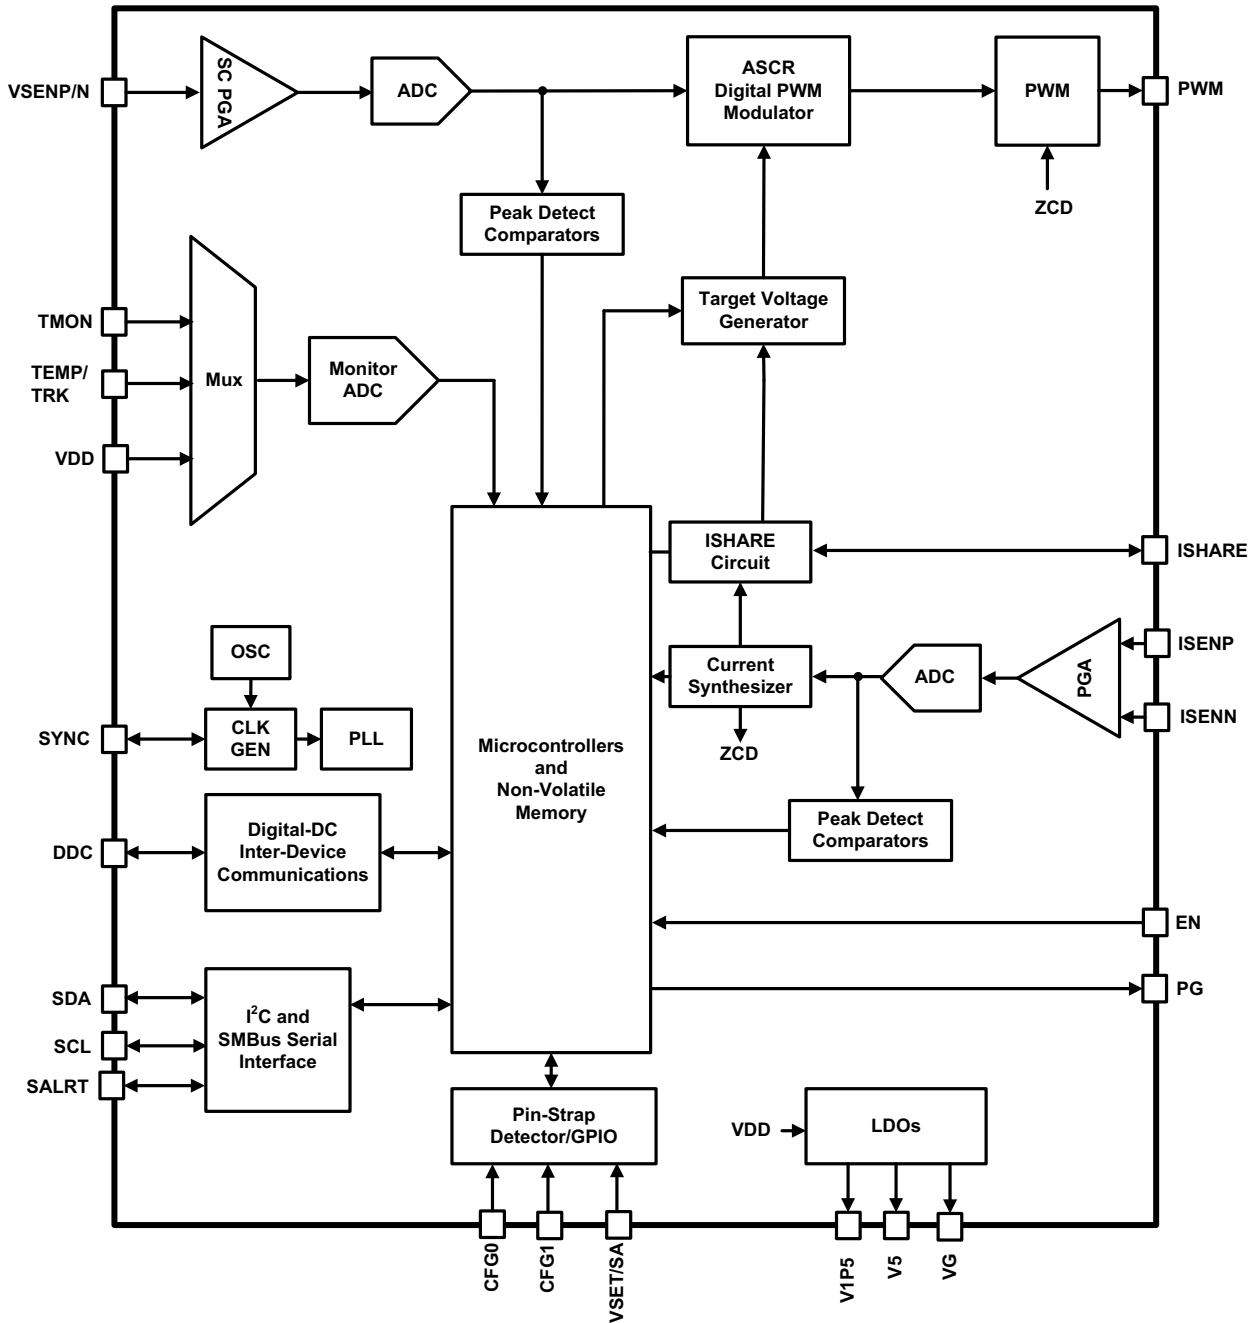 VSENP/N
SC PGA
ADC
ASCR
Digital PWM
Modulator
PWM
PWM
ZCD
Peak Detect
Comparators
TMON
TEMP/
TRK
VDD
Mux
Monitor
ADC
Target Voltage
Generator
ISHARE
Circuit
ISHARE
OSC
CLK
GEN
PLL
SYNC
Microcontrollers
and
Non-Volatile
Memory
Current
Synthesizer
ZCD
ADC
PGA
ISENP
ISENN
Peak Detect
Comparators
DDC
Digital-DC
Inter-Device
Communications
EN
PG
SDA
SCL
SALRT
I²C and
SMBus Serial
Interface
Pin-Strap
Detector/GPIO
VDD
LDOs
CFG0
CFG1
VSET/SA
V1P5
V5
VG